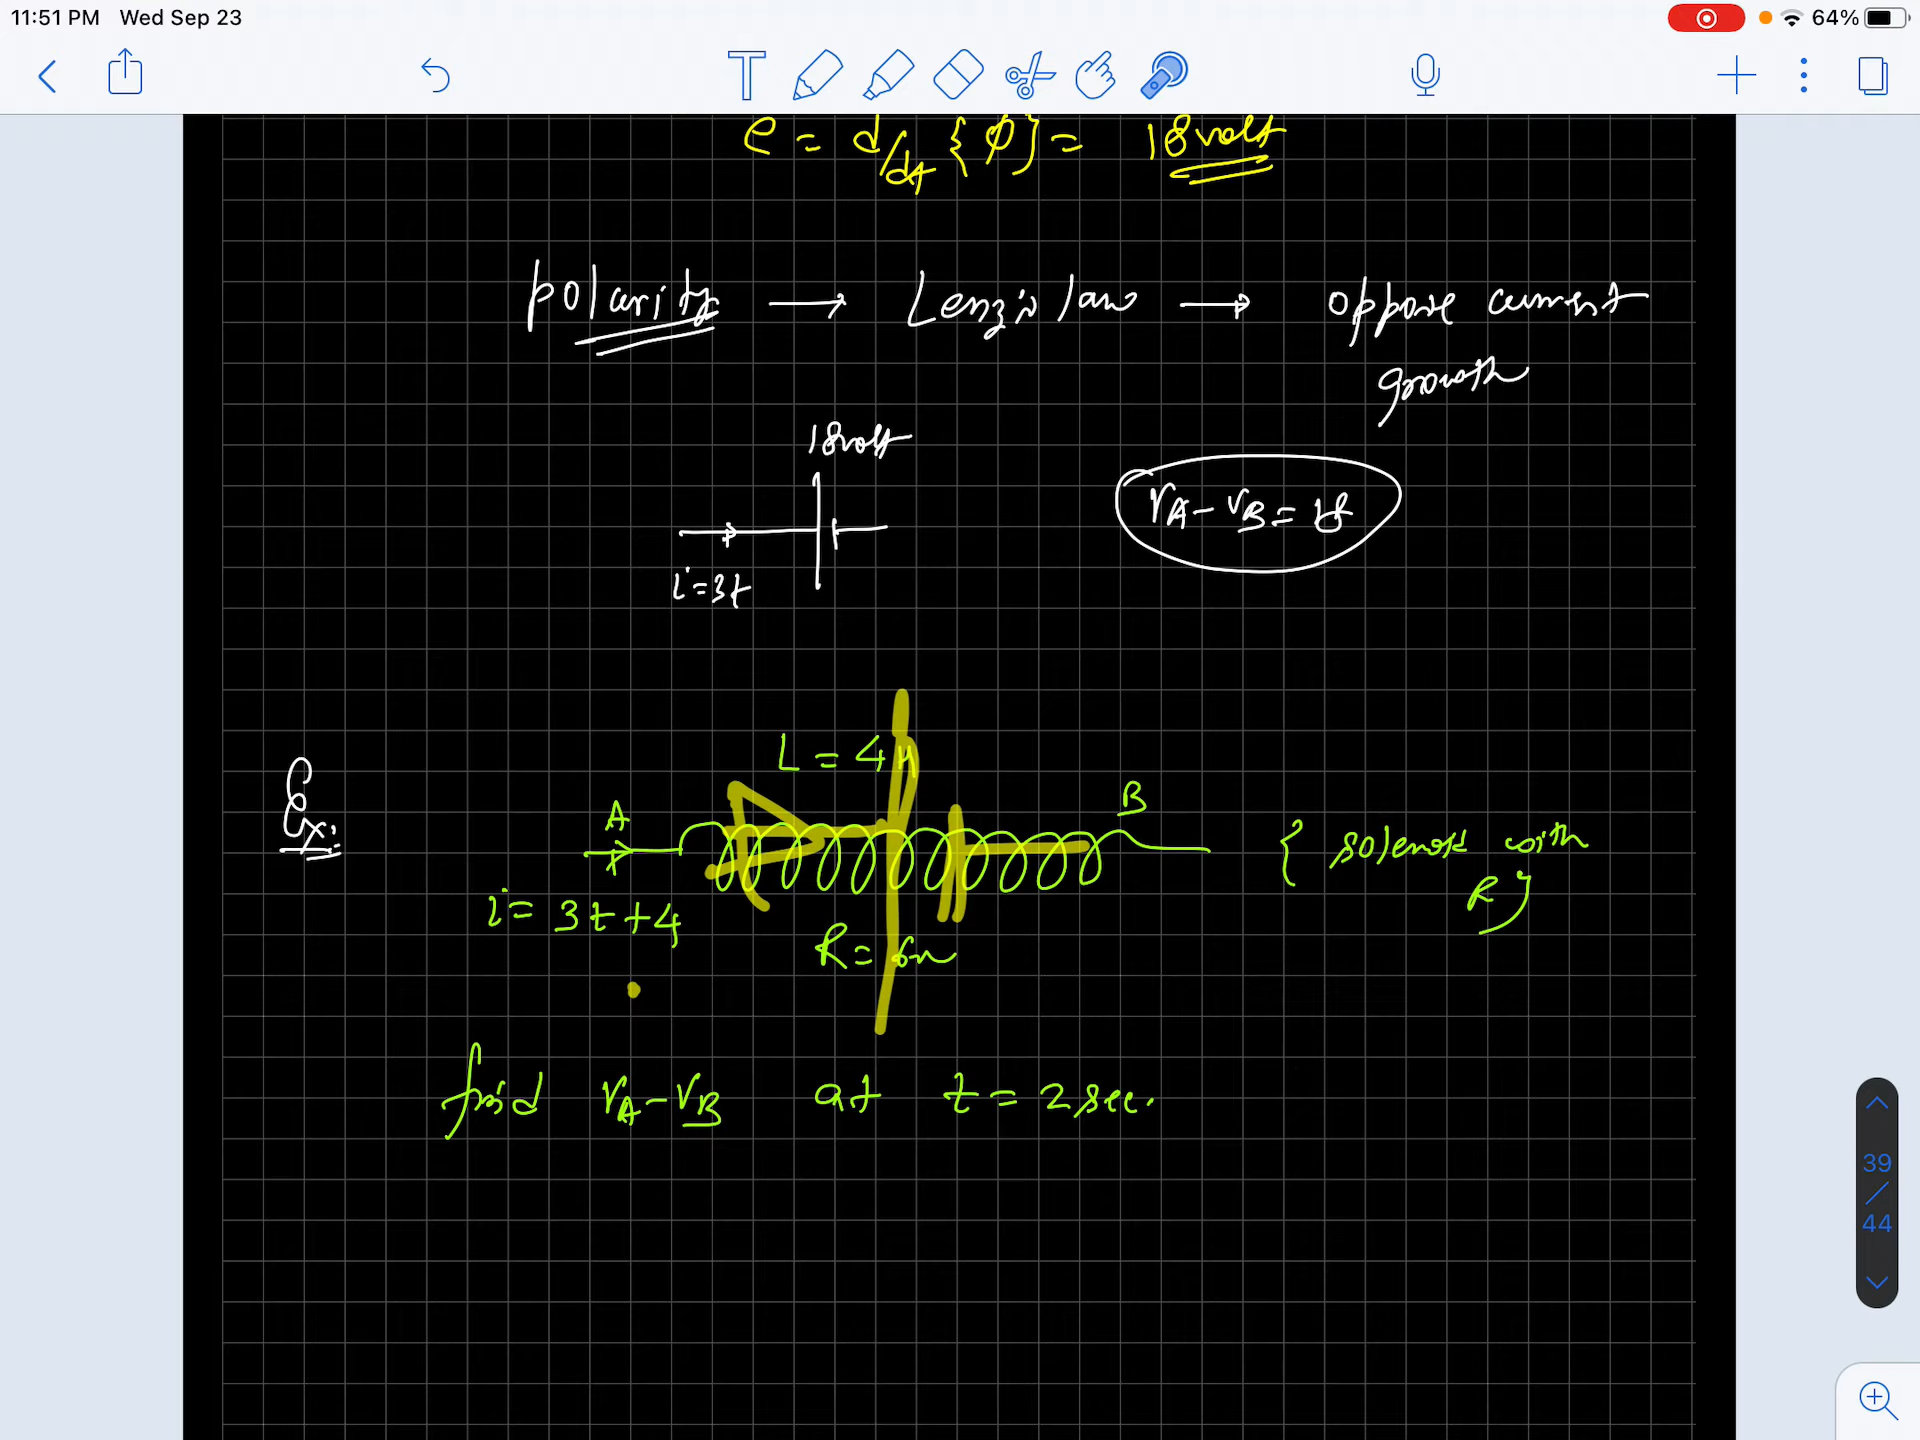 11:51 PM Wed Sep 23 64%
e = d/dt {φ} = 18 volt
polarity → Lenz's law → oppose current
growth
18 volt
VA - VB = 18
i = 3t
L = 4H
Ex:
A B
{ solenoid with
R }
i = 3t + 4
R = 6Ω
find VA - VB at t = 2 sec.
39
/
44